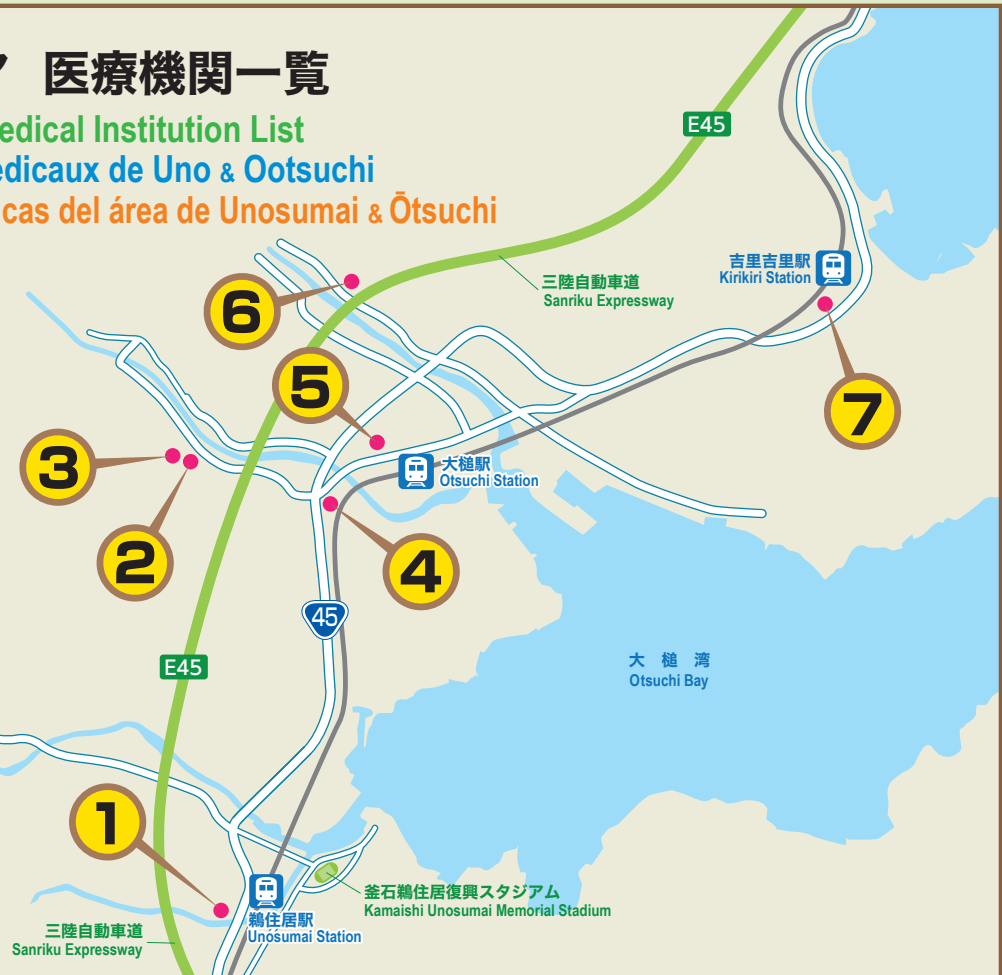 医療機関一覧
edical Institution List
edicaux de Uno & Ootsuchi
cas del área de Unosumai & Ōtsuchi
E45
吉里吉里駅
Kirikiri Station
三陸自動車道
Sanriku Expressway
6
5
7
3
大槌駅
Otsuchi Station
2
4
45
大槌湾
Otsuchi Bay
E45
1
釜石鵜住居復興スタジアム
Kamaishi Unosumai Memorial Stadium
鵜住居駅
Unosumai Station
三陸自動車道
Sanriku Expressway